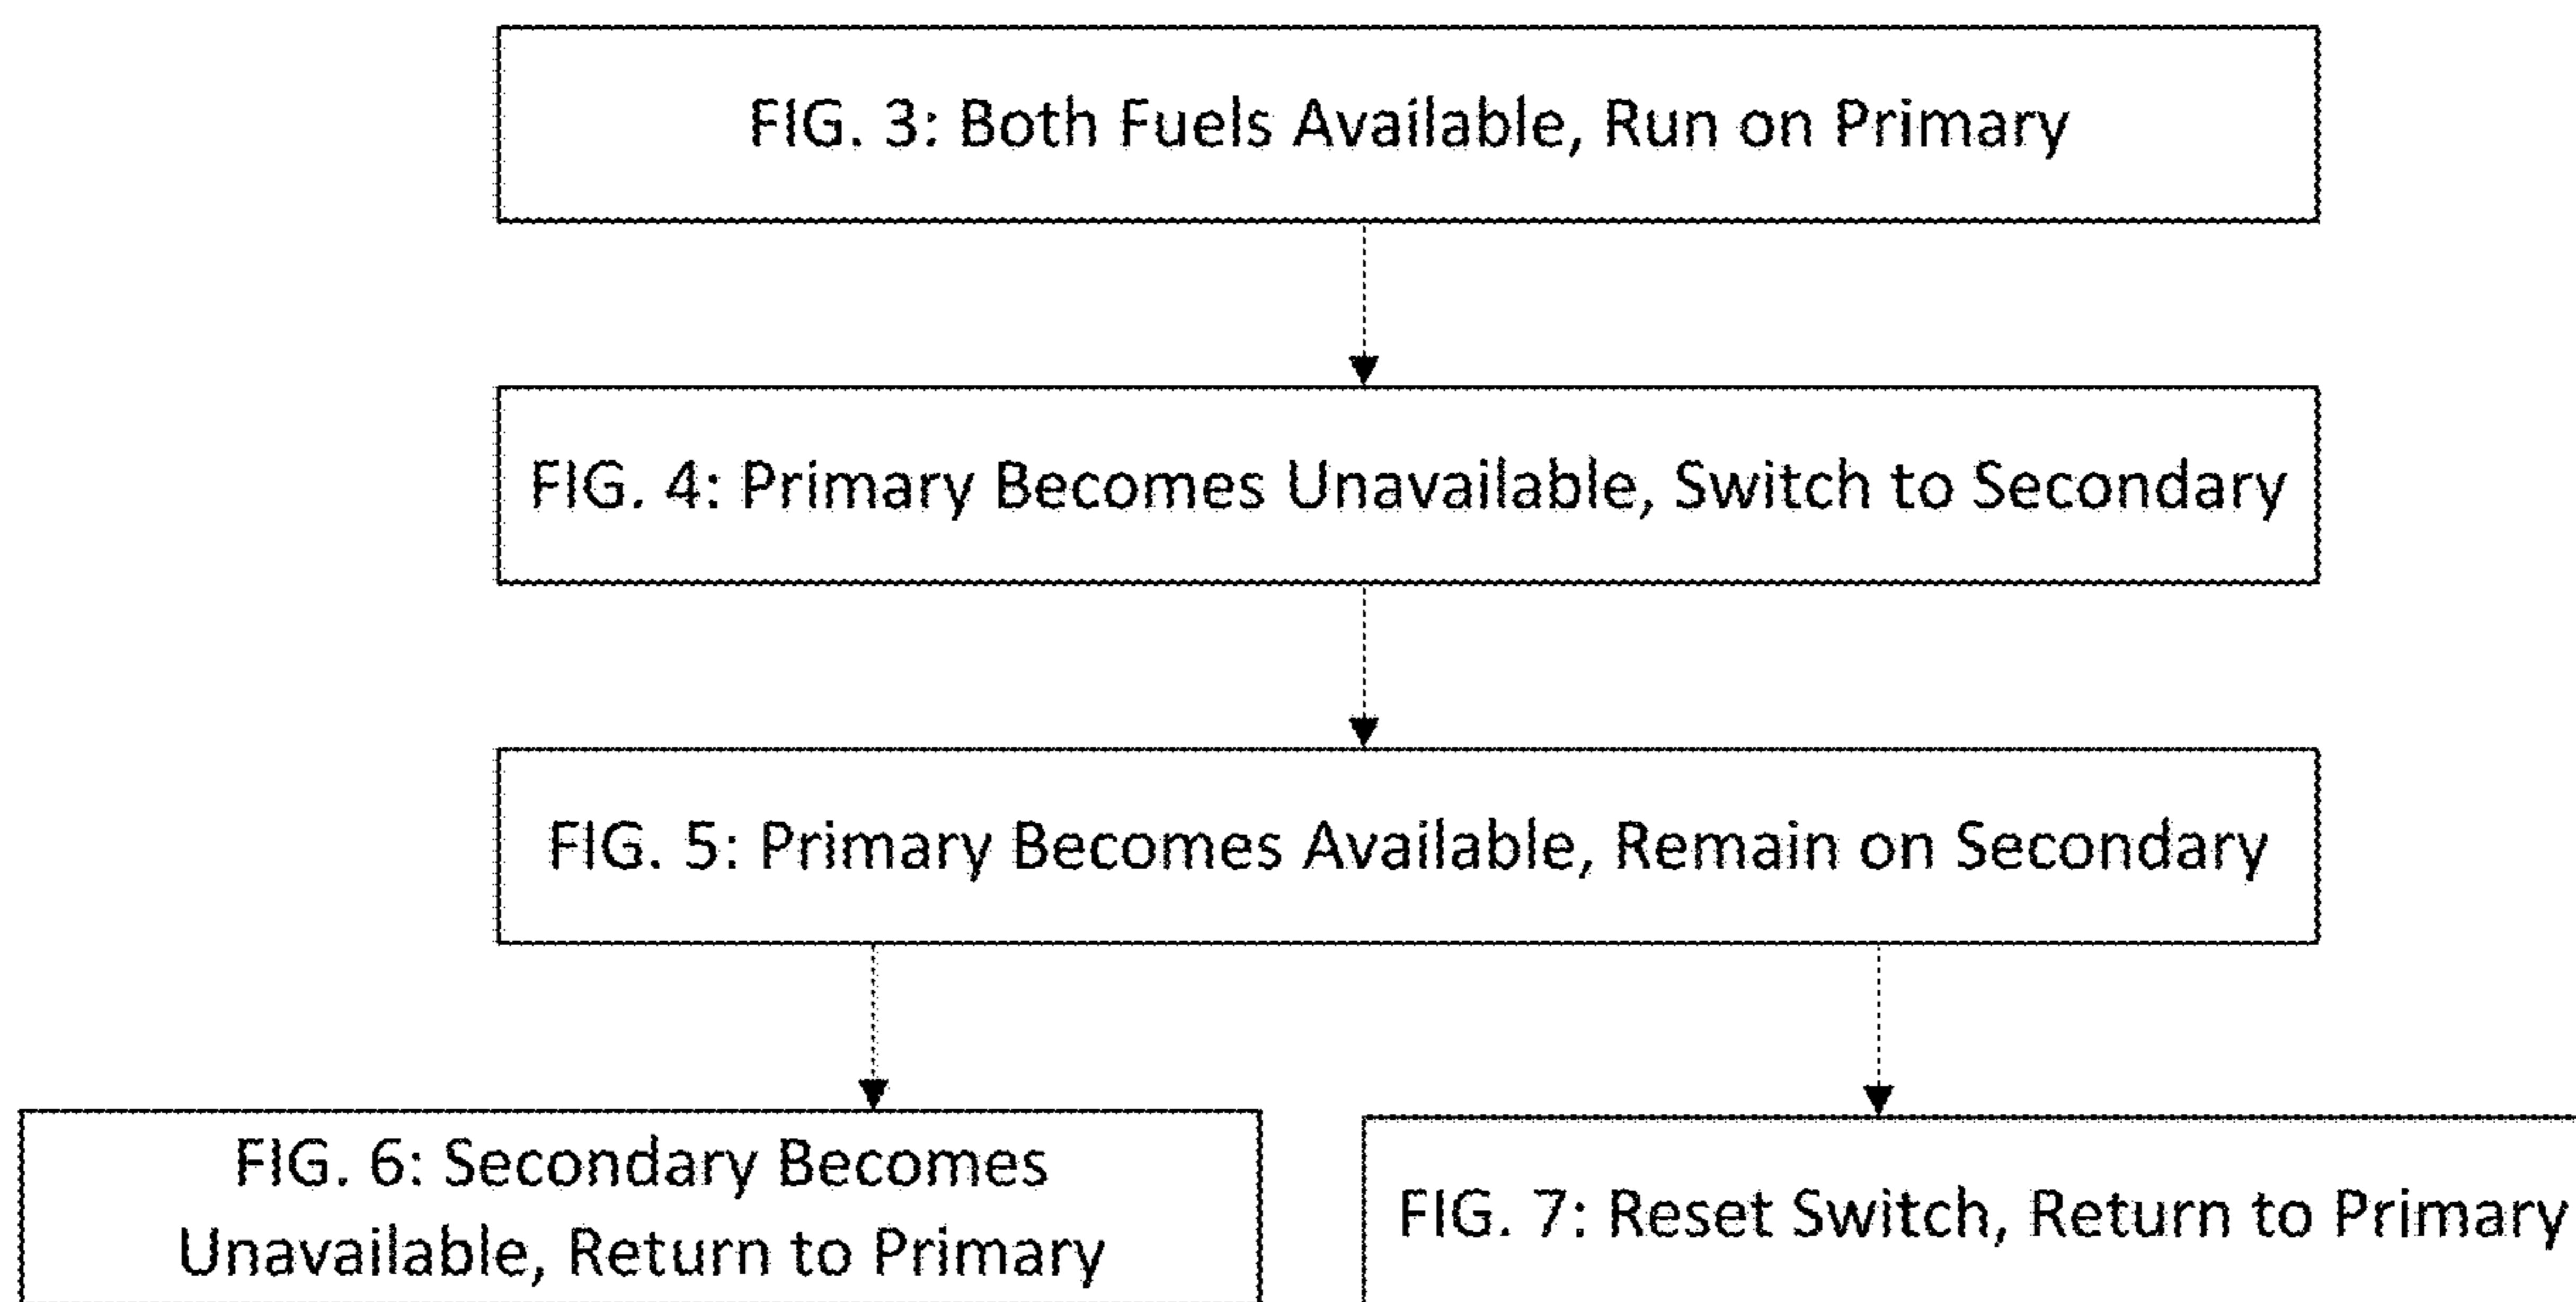 FIG. 3: Both Fuels Available, Run on Primary
FIG. 4: Primary Becomes Unavailable, Switch to Secondary
FIG. 5: Primary Becomes Available, Remain on Secondary
FIG. 6: Secondary Becomes
Unavailable, Return to Primary
FIG. 7: Reset Switch, Return to Primary